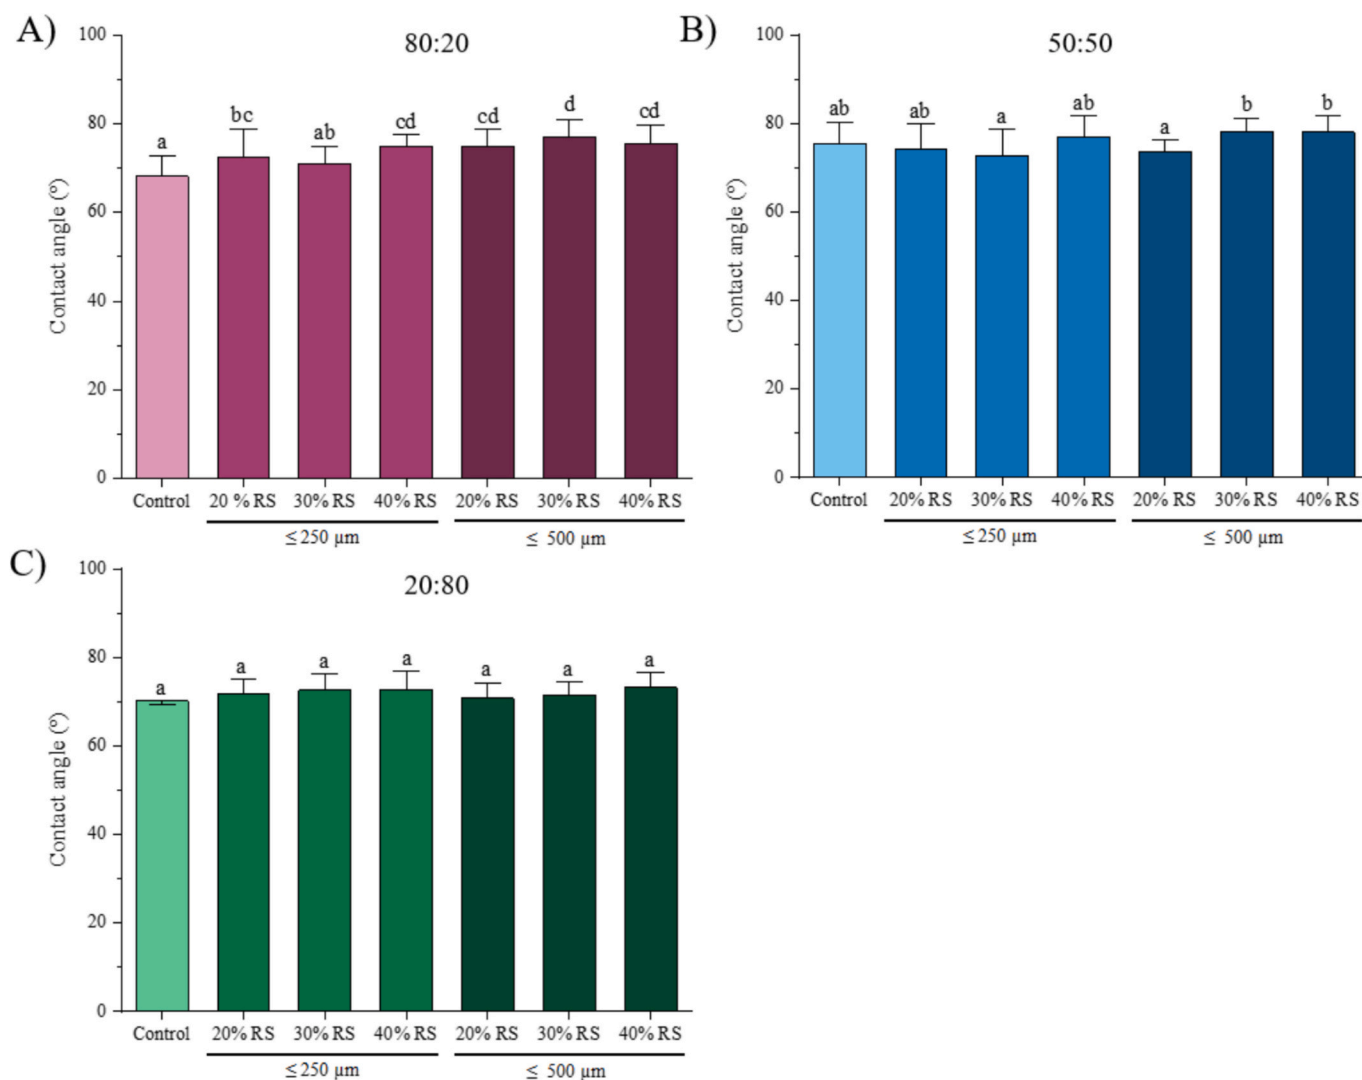 A)
80:20
Contact angle (°)
100
80
60
40
20
0
a
bc
ab
cd
cd
d
cd
Control
20 % RS
30% RS
40% RS
20% RS
30% RS
40% RS
≤ 250 µm
≤ 500 µm
B)
50:50
Contact angle (°)
100
80
60
40
20
0
ab
ab
a
ab
a
b
b
Control
20% RS
30% RS
40% RS
20% RS
30% RS
40% RS
≤ 250 µm
≤ 500 µm
C)
20:80
Contact angle (°)
100
80
60
40
20
0
a
a
a
a
a
a
a
Control
20% RS
30% RS
40% RS
20% RS
30% RS
40% RS
≤ 250 µm
≤ 500 µm